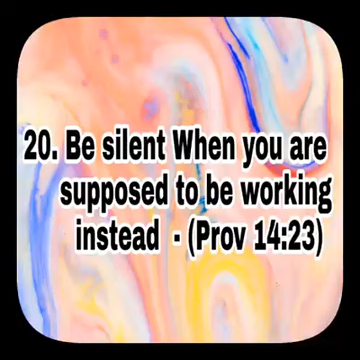 20. Be silent When you are
supposed to be working
instead - (Prov 14:23)